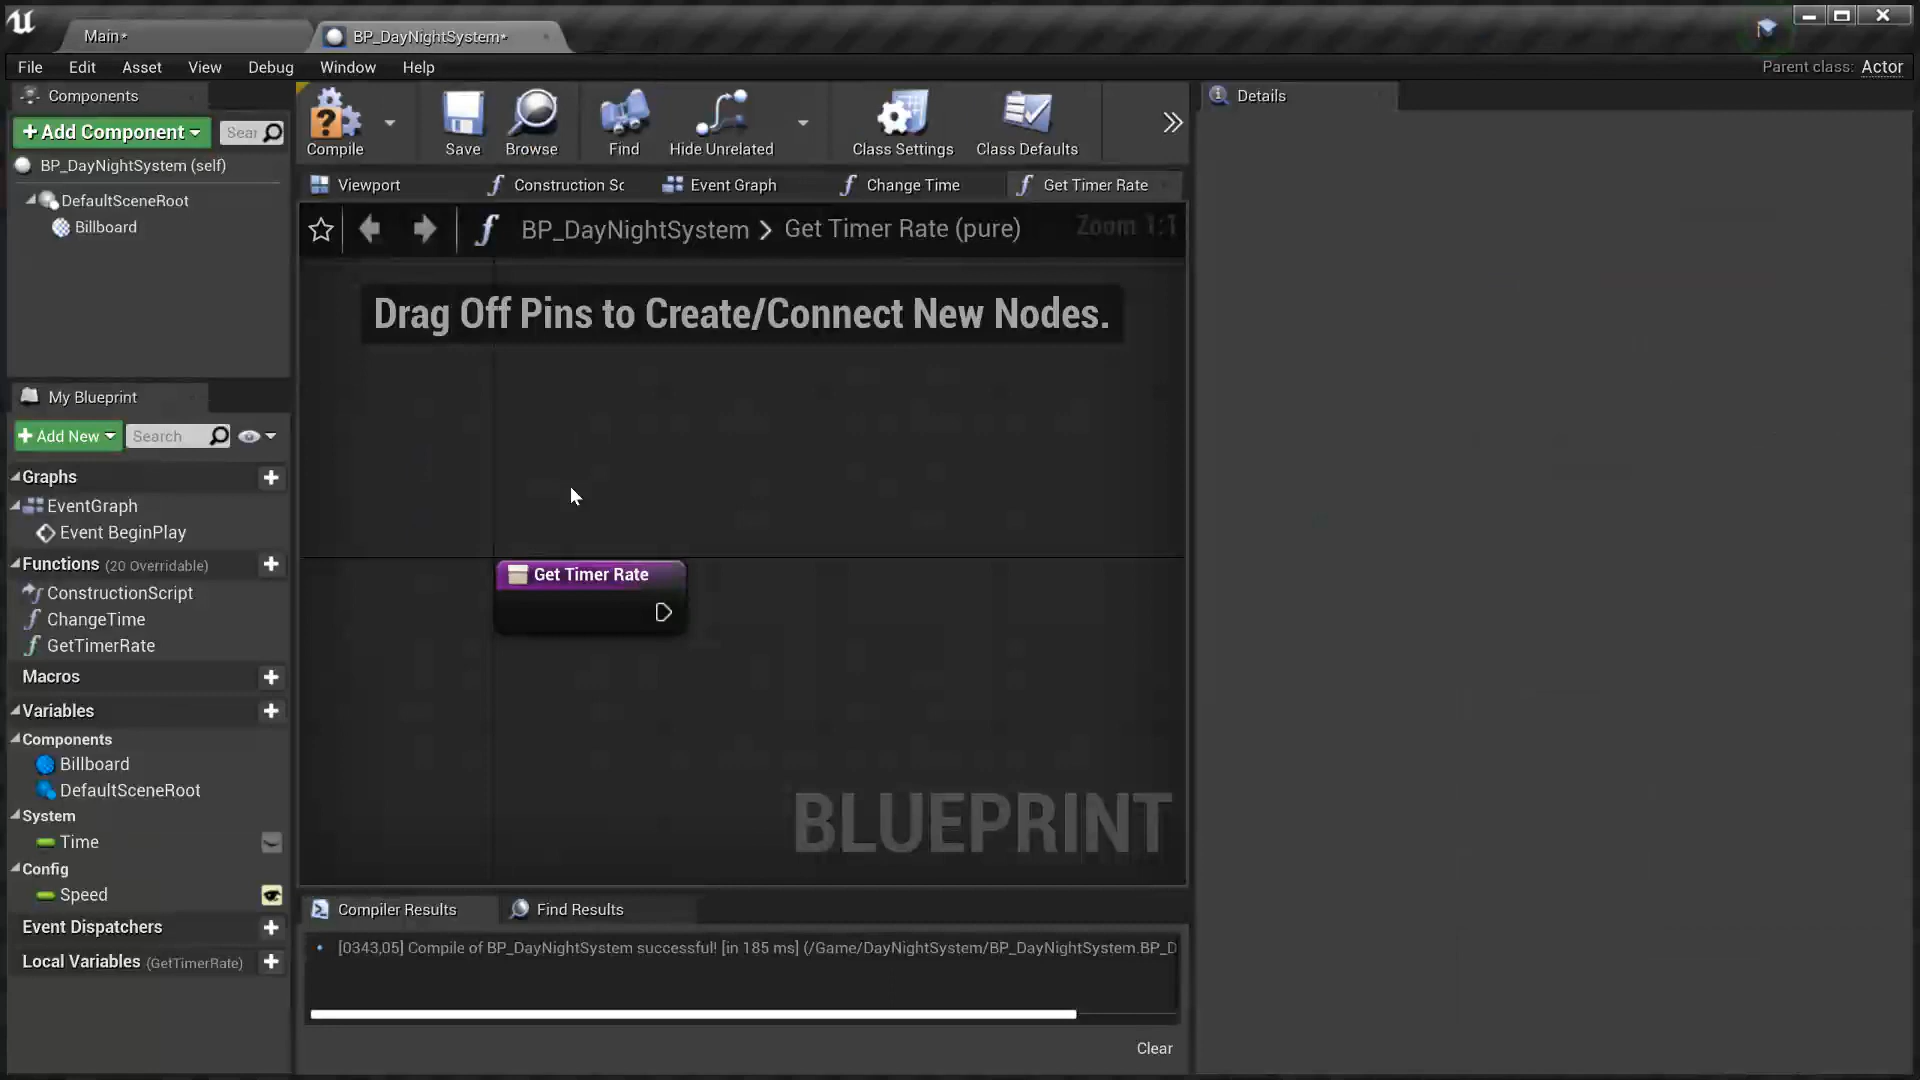 Main*
BP_DayNightSystem*
File Edit Asset View Debug Window Help
Parent class: Actor
Components
+Add Component
Sear
BP_DayNightSystem (self)
DefaultSceneRoot
Billboard
My Blueprint
+Add New
Search
Graphs
EventGraph
Event BeginPlay
Functions (20 Overridable)
ConstructionScript
ChangeTime
GetTimerRate
Macros
Variables
Components
Billboard
DefaultSceneRoot
System
Time
Config
Speed
Event Dispatchers
Local Variables (GetTimerRate)
Compile
Save
Browse
Find
Hide Unrelated
Class Settings
Class Defaults
Viewport
Construction Sc
Event Graph
Change Time
Get Timer Rate
BP_DayNightSystem > Get Timer Rate (pure)
Zoom 1:1
Drag Off Pins to Create/Connect New Nodes.
Get Timer Rate
BLUEPRINT
Compiler Results
Find Results
[0343,05] Compile of BP_DayNightSystem successful! [in 185 ms] (/Game/DayNightSystem/BP_DayNightSystem.BP_D
Clear
Details